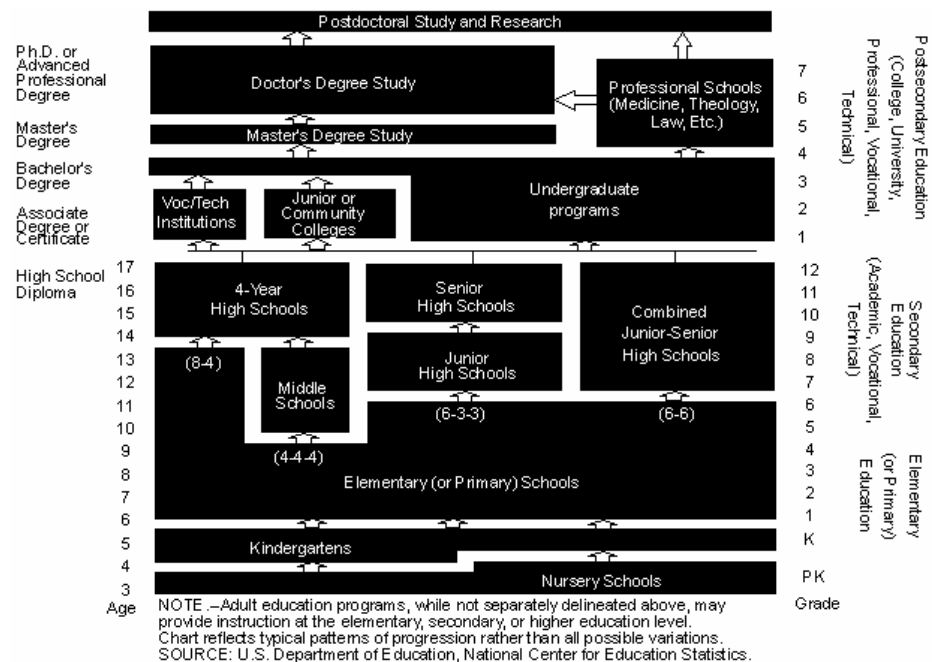 Postdoctoral Study and Research
Ph.D. or
Advanced
Professional
Degree
Doctor's Degree Study
Professional Schools
(Medicine, Theology,
Law, Etc.)
7
6
5
Master's
Degree
Master's Degree Study
4
Bachelor's
Degree
3
Voc/Tech
Institutions
Junior or
Community
Colleges
Undergraduate
programs
Associate
Degree or
Certificate
2
1
Postsecondary Education
(College, University,
Professional, Vocational,
Technical)
High School
Diploma
17
16
15
14
13
12
11
10
9
8
7
6
5
4
3
Age
4-Year
High Schools
Senior
High Schools
Combined
Junior-Senior
High Schools
(8-4)
Middle
Schools
Junior
High Schools
(4-4-4)
(6-3-3)
(6-6)
Elementary (or Primary) Schools
Kindergartens
Nursery Schools
12
11
10
9
8
7
6
5
4
3
2
1
K
PK
Grade
Secondary
Education
(Academic, Vocational,
Technical)
Elementary
(or Primary)
Education
NOTE .–Adult education programs, while not separately delineated above, may
provide instruction at the elementary, secondary, or higher education level.
Chart reflects typical patterns of progression rather than all possible variations.
SOURCE: U.S. Department of Education, National Center for Education Statistics.